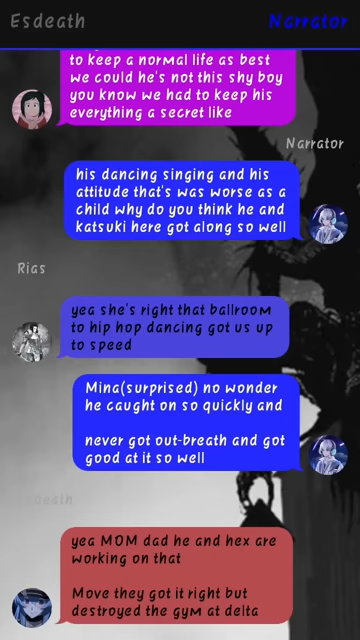 Esdeath Narrator
to keep a normal life as best
we could he's not this shy boy
you know we had to keep his
everything a secret like
Narrator
his dancing singing and his
attitude that's was worse as a
child why do you think he and
katsuki here got along so well
Rias
yea she's right that ballroom
to hip hop dancing got us up
to speed
Mina(surprised) no wonder
he caught on so quickly and
never got out-breath and got
good at it so well
Esdeath
yea MOM dad he and hex are
working on that
Move they got it right but
destroyed the gym at delta